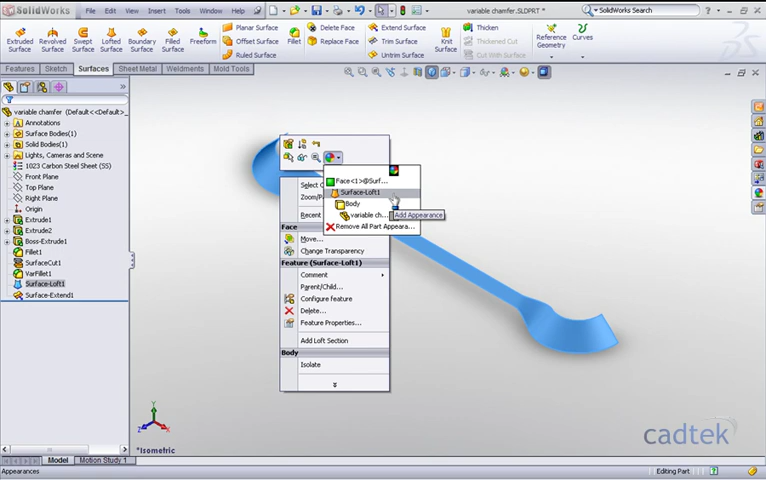 SolidWorks
File Edit View Insert Tools Window Help
variable chamfer.SLDPRT *
SolidWorks Search
Extruded Surface
Revolved Surface
Swept Surface
Lofted Surface
Boundary Surface
Filled Surface
Freeform
Planar Surface
Offset Surface
Ruled Surface
Fillet
Delete Face
Replace Face
Extend Surface
Trim Surface
Untrim Surface
Knit Surface
Thicken
Thickened Cut
Cut With Surface
Reference Geometry
Curves
Features Sketch Surfaces Sheet Metal Weldments Mold Tools
variable chamfer (Default<<Default>_
Annotations
Surface Bodies(1)
Solid Bodies(1)
Lights, Cameras and Scene
1023 Carbon Steel Sheet (SS)
Front Plane
Top Plane
Right Plane
Origin
Extrude1
Extrude2
Boss-Extrude1
Fillet1
SurfaceCut1
VarFillet1
Surface-Loft1
Surface-Extend1
Face<1>@Surf...
Surface-Loft1
Body
variable ch...
Remove All Part Appeara...
Add Appearance
Select O
Zoom/P
Recent
Face
Move...
Change Transparency
Feature (Surface-Loft1)
Comment
Parent/Child...
Configure feature
Delete...
Feature Properties...
Add Loft Section
Body
Isolate
Y
X
Z
*Isometric
cadtek
Model Motion Study 1
Appearances
Editing Part